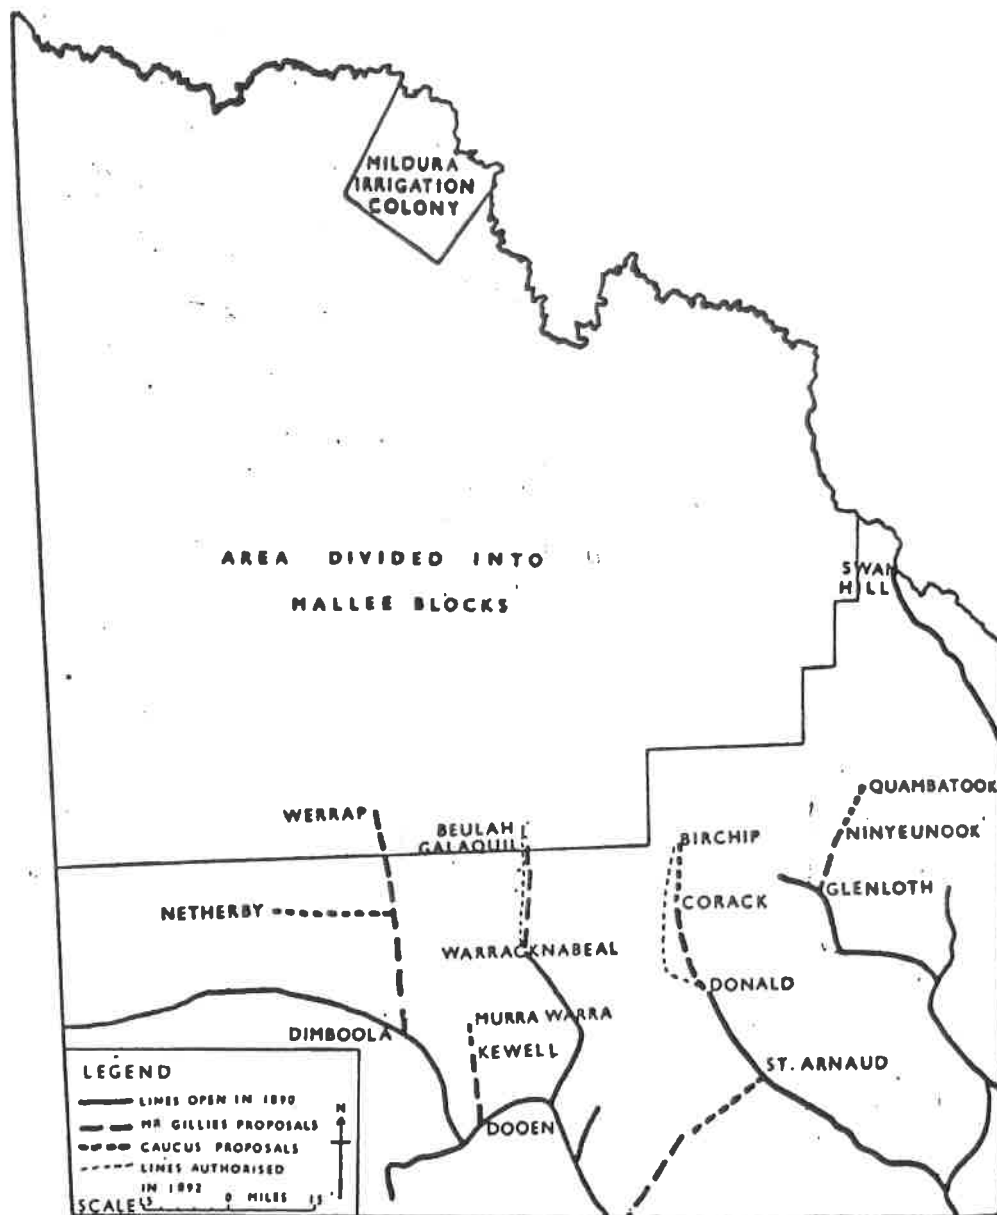 MILDURA
IRRIGATION
COLONY
AREA DIVIDED INTO
MALLEE BLOCKS
SWAN
HILL
QUAMBATOOK
WERRAP
BEULAH
GALAQUIL
BIRCHIP
NINYEUNOOK
NETHERBY
CORACK
GLENLOTH
WARRACKNABEAL
DONALD
DIMBOOLA
MURRA WARRA
KEWELL
ST. ARNAUD
DOOEN
LEGEND
LINES OPEN IN 1890
MR GILLIES PROPOSALS
CAUCUS PROPOSALS
LINES AUTHORISED
IN 1892
N
SCALE 15 0 MILES 15